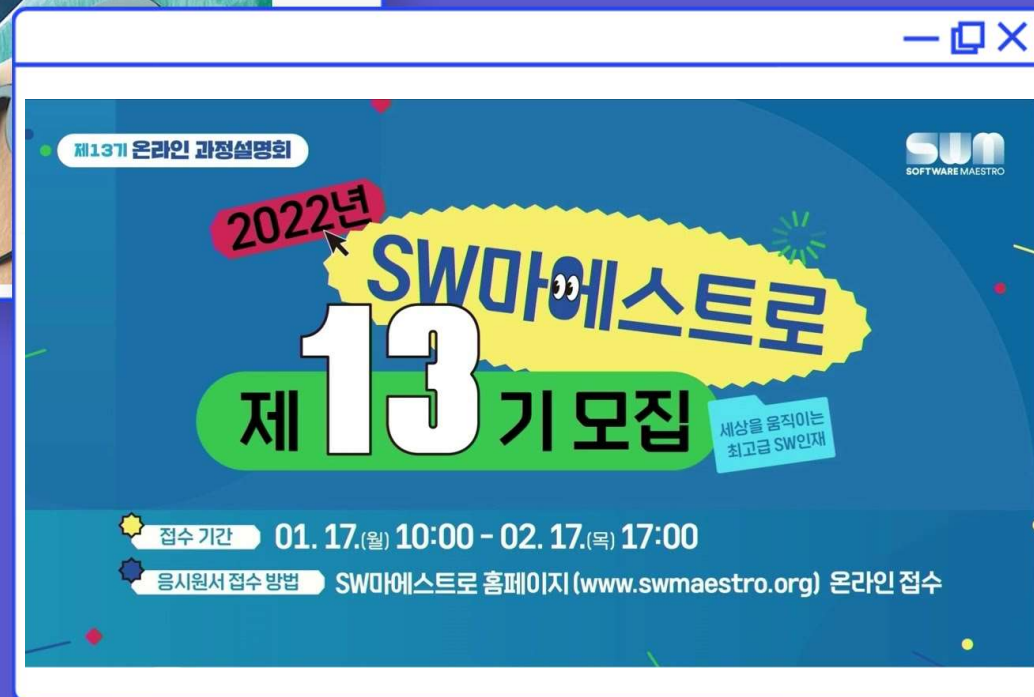 제13기 온라인 과정설명회
SWM
SOFTWARE MAESTRO
2022년
SW마에스트로
제13기 모집
세상을 움직이는
최고급 SW인재
접수 기간 01. 17.(월) 10:00 - 02. 17.(목) 17:00
응시원서 접수 방법 SW마에스트로 홈페이지 (www.swmaestro.org) 온라인 접수